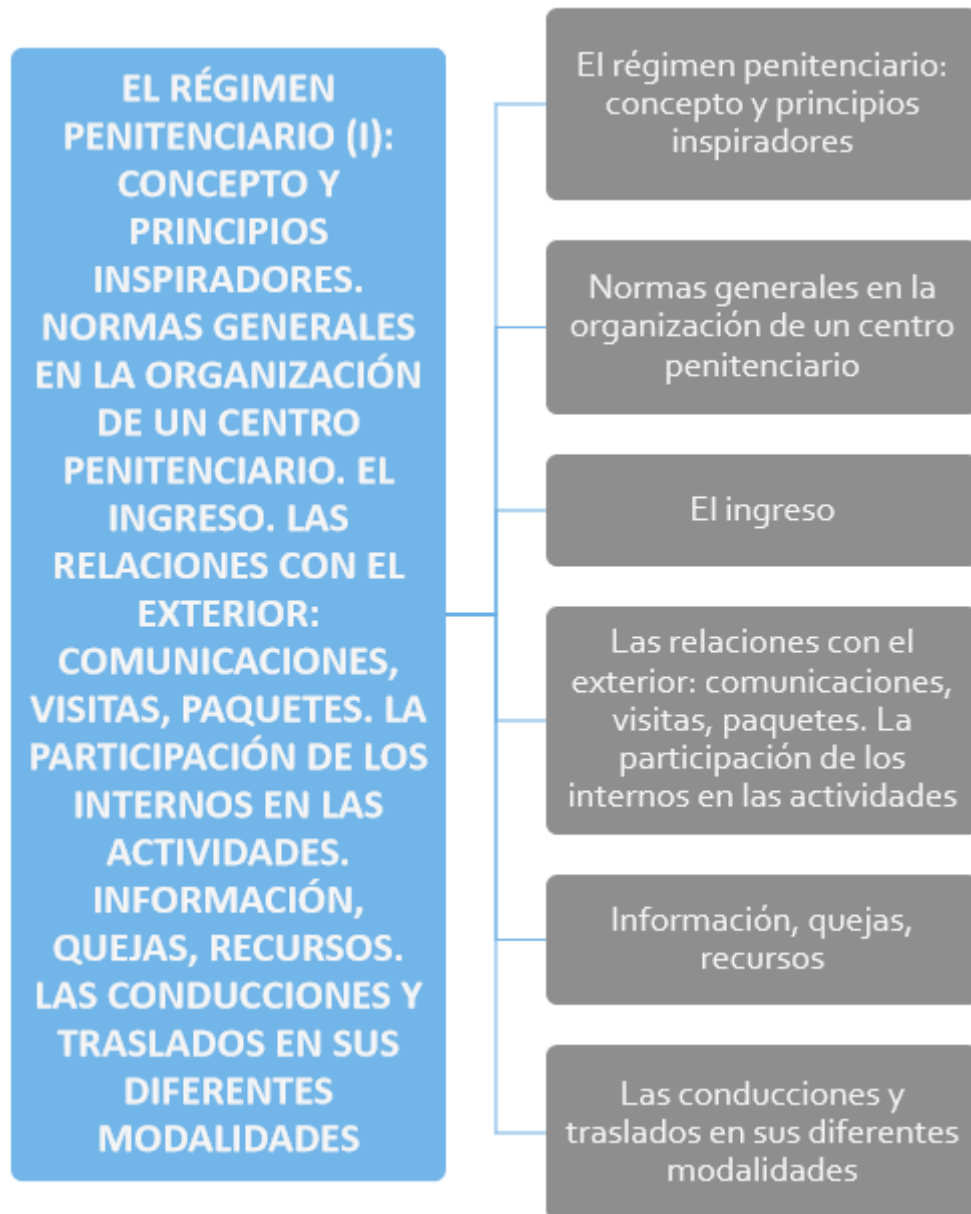 EL RÉGIMEN
PENITENCIARIO (I):
CONCEPTO Y
PRINCIPIOS
INSPIRADORES.
NORMAS GENERALES
EN LA ORGANIZACIÓN
DE UN CENTRO
PENITENCIARIO. EL
INGRESO. LAS
RELACIONES CON EL
EXTERIOR:
COMUNICACIONES,
VISITAS, PAQUETES. LA
PARTICIPACIÓN DE LOS
INTERNOS EN LAS
ACTIVIDADES.
INFORMACIÓN,
QUEJAS, RECURSOS.
LAS CONDUCCIONES Y
TRASLADOS EN SUS
DIFERENTES
MODALIDADES
El régimen penitenciario:
concepto y principios
inspiradores
Normas generales en la
organización de un centro
penitenciario
El ingreso
Las relaciones con el
exterior: comunicaciones,
visitas, paquetes. La
participación de los
internos en las actividades
Información, quejas,
recursos
Las conducciones y
traslados en sus diferentes
modalidades